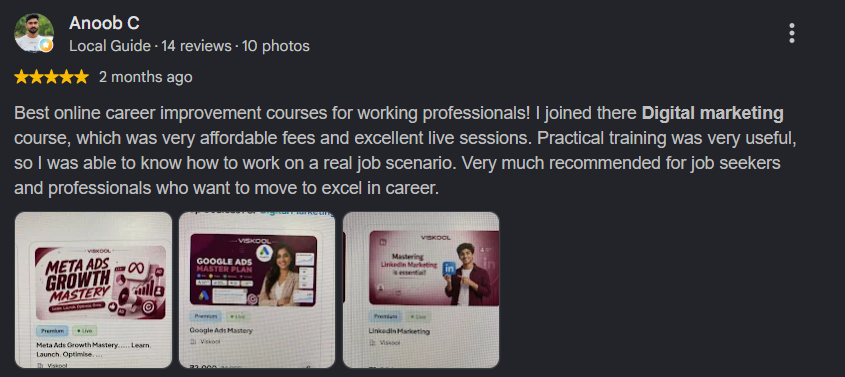 Anoob C
Local Guide · 14 reviews · 10 photos
2 months ago
Best online career improvement courses for working professionals! I joined there Digital marketing
course, which was very affordable fees and excellent live sessions. Practical training was very useful,
so I was able to know how to work on a real job scenario. Very much recommended for job seekers
and professionals who want to move to excel in career.
VISKOOL
META ADS
GROWTH
MASTERY
Premium
Live
Meta Ads Growth Mastery..... Learn.
Launch. Optimise....
Viskool
Digital Marketing
VISKOOL
GOOGLE ADS
MASTER PLAN
Premium
Live
Google Ads Mastery
Viskool
VISKOOL
Mastering
LinkedIn Marketing
is essential!
in
Premium
Live
LinkedIn Marketing
Viskool